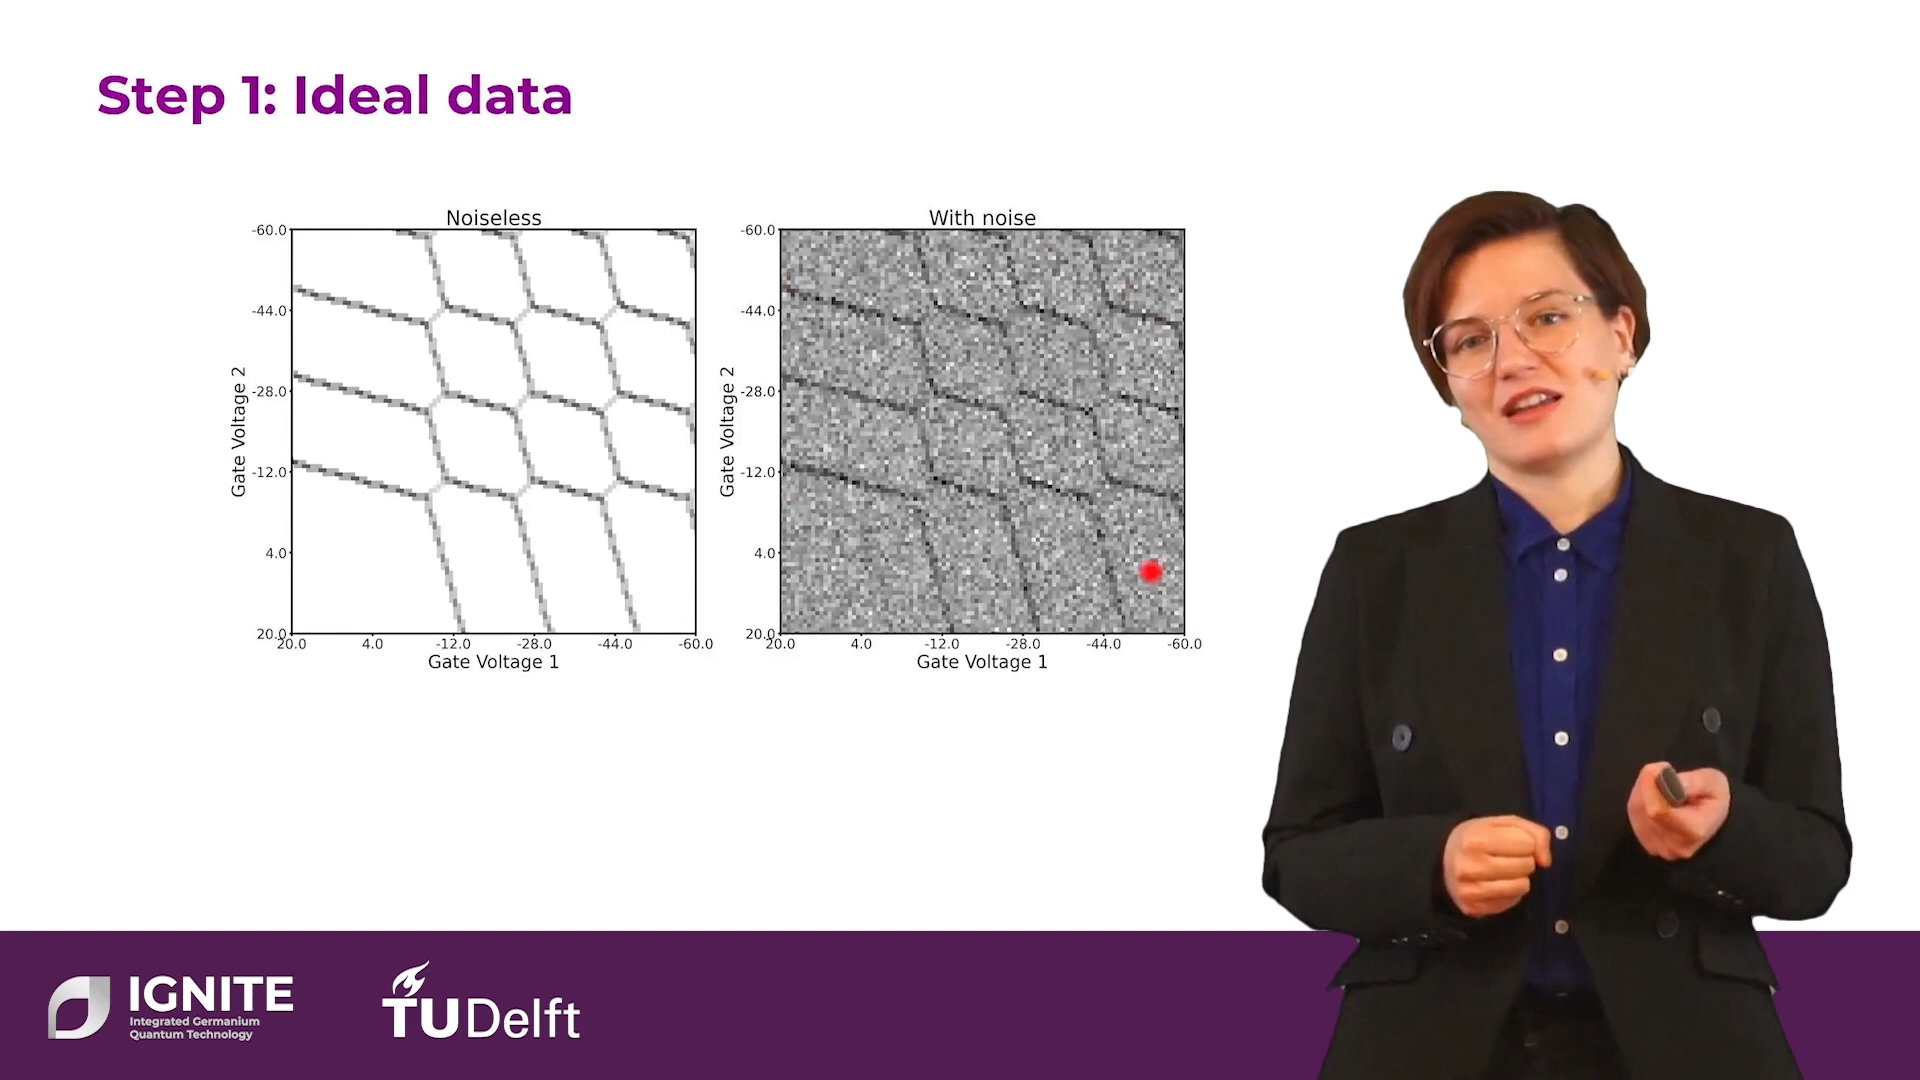 Step 1: Ideal data
Noiseless
-60.0
-44.0
-28.0
-12.0
4.0
20.0
Gate Voltage 2
20.0 4.0 -12.0 -28.0 -44.0 -60.0
Gate Voltage 1
With noise
-60.0
-44.0
-28.0
-12.0
4.0
20.0
Gate Voltage 2
20.0 4.0 -12.0 -28.0 -44.0 -60.0
Gate Voltage 1
IGNITE
Integrated Germanium
Quantum Technology
TUDelft